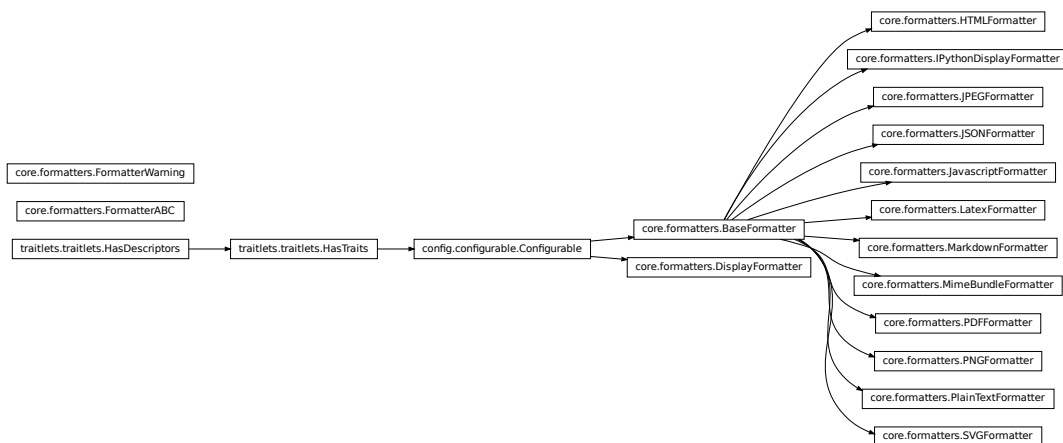 core.formatters.HTMLFormatter
core.formatters.IPythonDisplayFormatter
core.formatters.JPEGFormatter
core.formatters.JSONFormatter
core.formatters.FormatterWarning
core.formatters.JavascriptFormatter
core.formatters.FormatterABC
core.formatters.LatexFormatter
core.formatters.BaseFormatter
traitlets.traitlets.HasDescriptors
traitlets.traitlets.HasTraits
config.configurable.Configurable
core.formatters.MarkdownFormatter
core.formatters.DisplayFormatter
core.formatters.MimeBundleFormatter
core.formatters.PDFFormatter
core.formatters.PNGFormatter
core.formatters.PlainTextFormatter
core.formatters.SVGFormatter